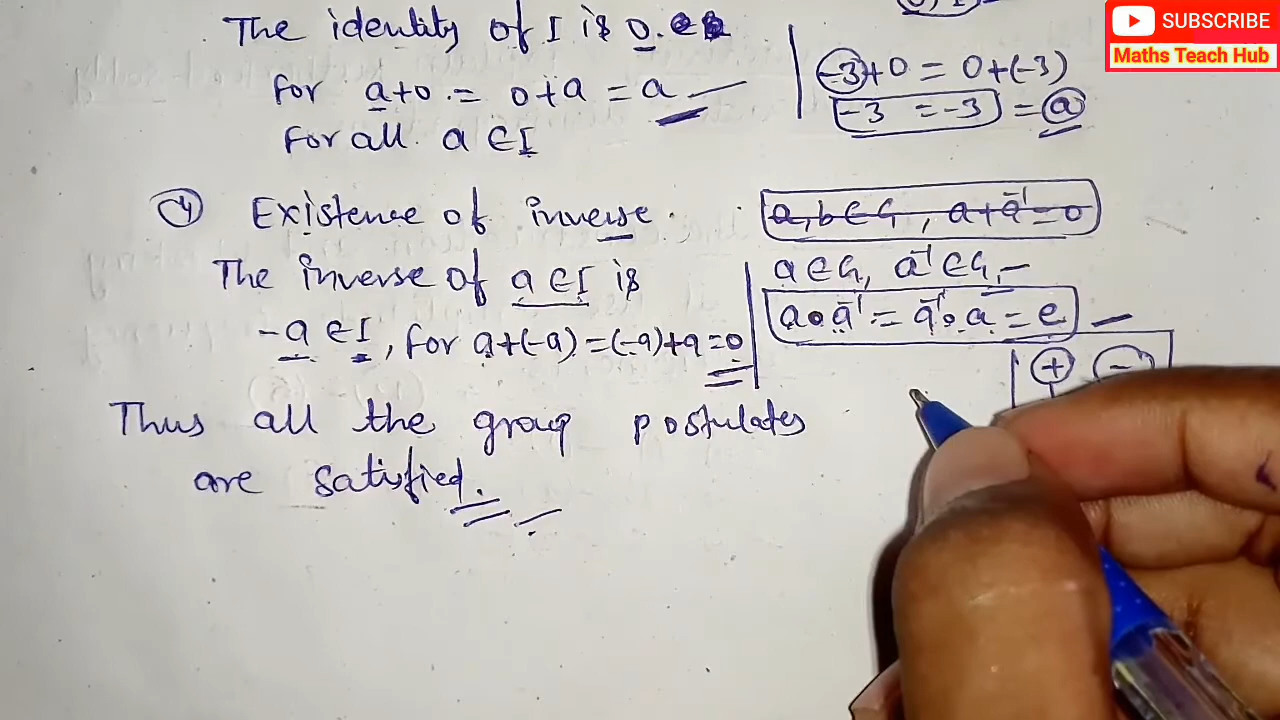 The identity of I is 0.
for a+0 = 0+a = a
for all a ∈ I
-3+0 = 0+(-3)
-3 = -3 = a
④ Existence of inverse.
The inverse of a ∈ I is
-a ∈ I, for a+(-a) = (-a)+a = 0
a, b ∈ G, a+a⁻¹ = 0
a ∈ G, a⁻¹ ∈ G,
a∘a⁻¹ = a⁻¹∘a = e
+ -
Thus all the group postulates
are satisfied.
SUBSCRIBE
Maths Teach Hub